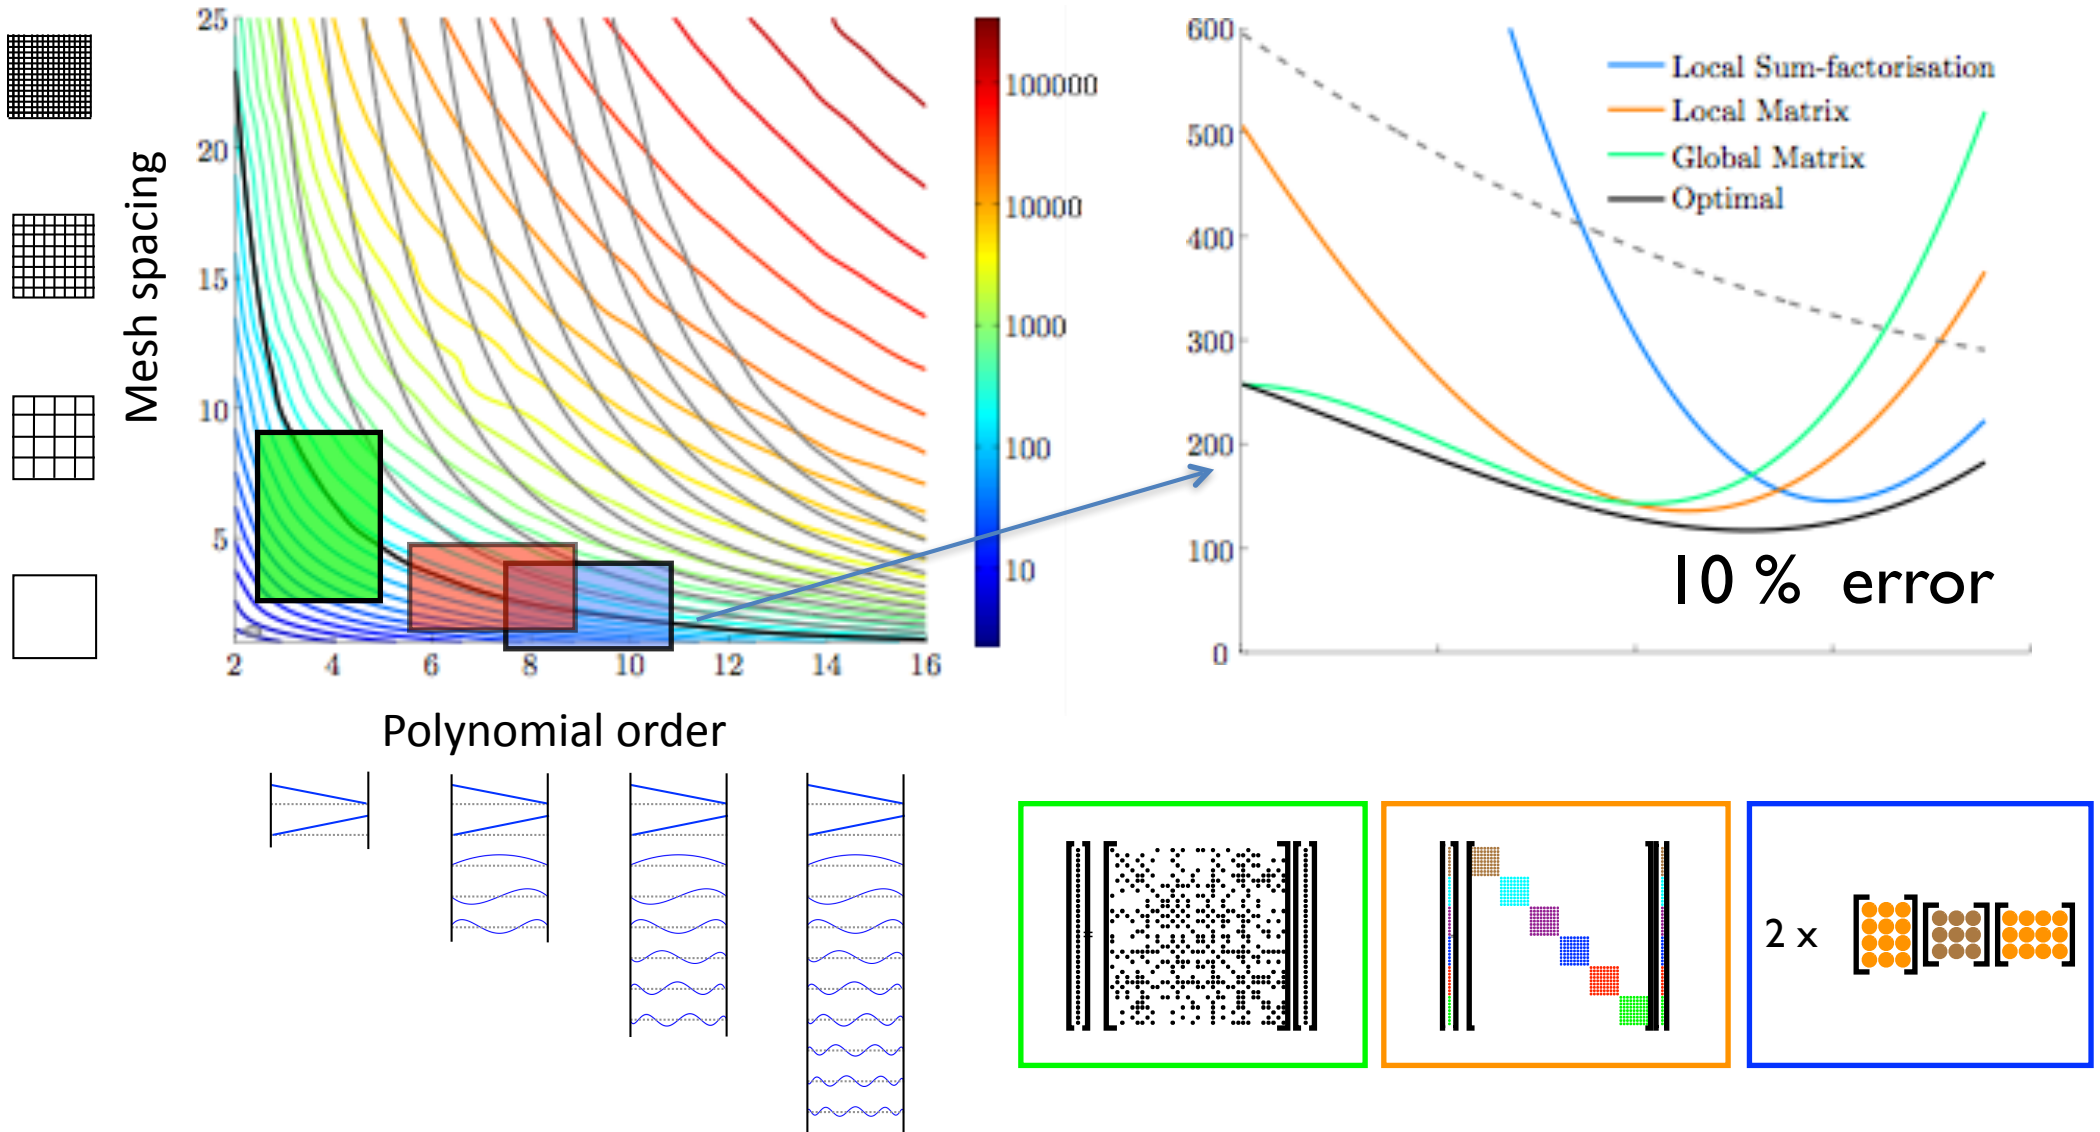 25
20
15
10
5
Mesh spacing
2 4 6 8 10 12 14 16
Polynomial order
100000
10000
1000
100
10
600
500
400
300
200
100
0
Local Sum-factorisation
Local Matrix
Global Matrix
Optimal
10 % error
=
2 x